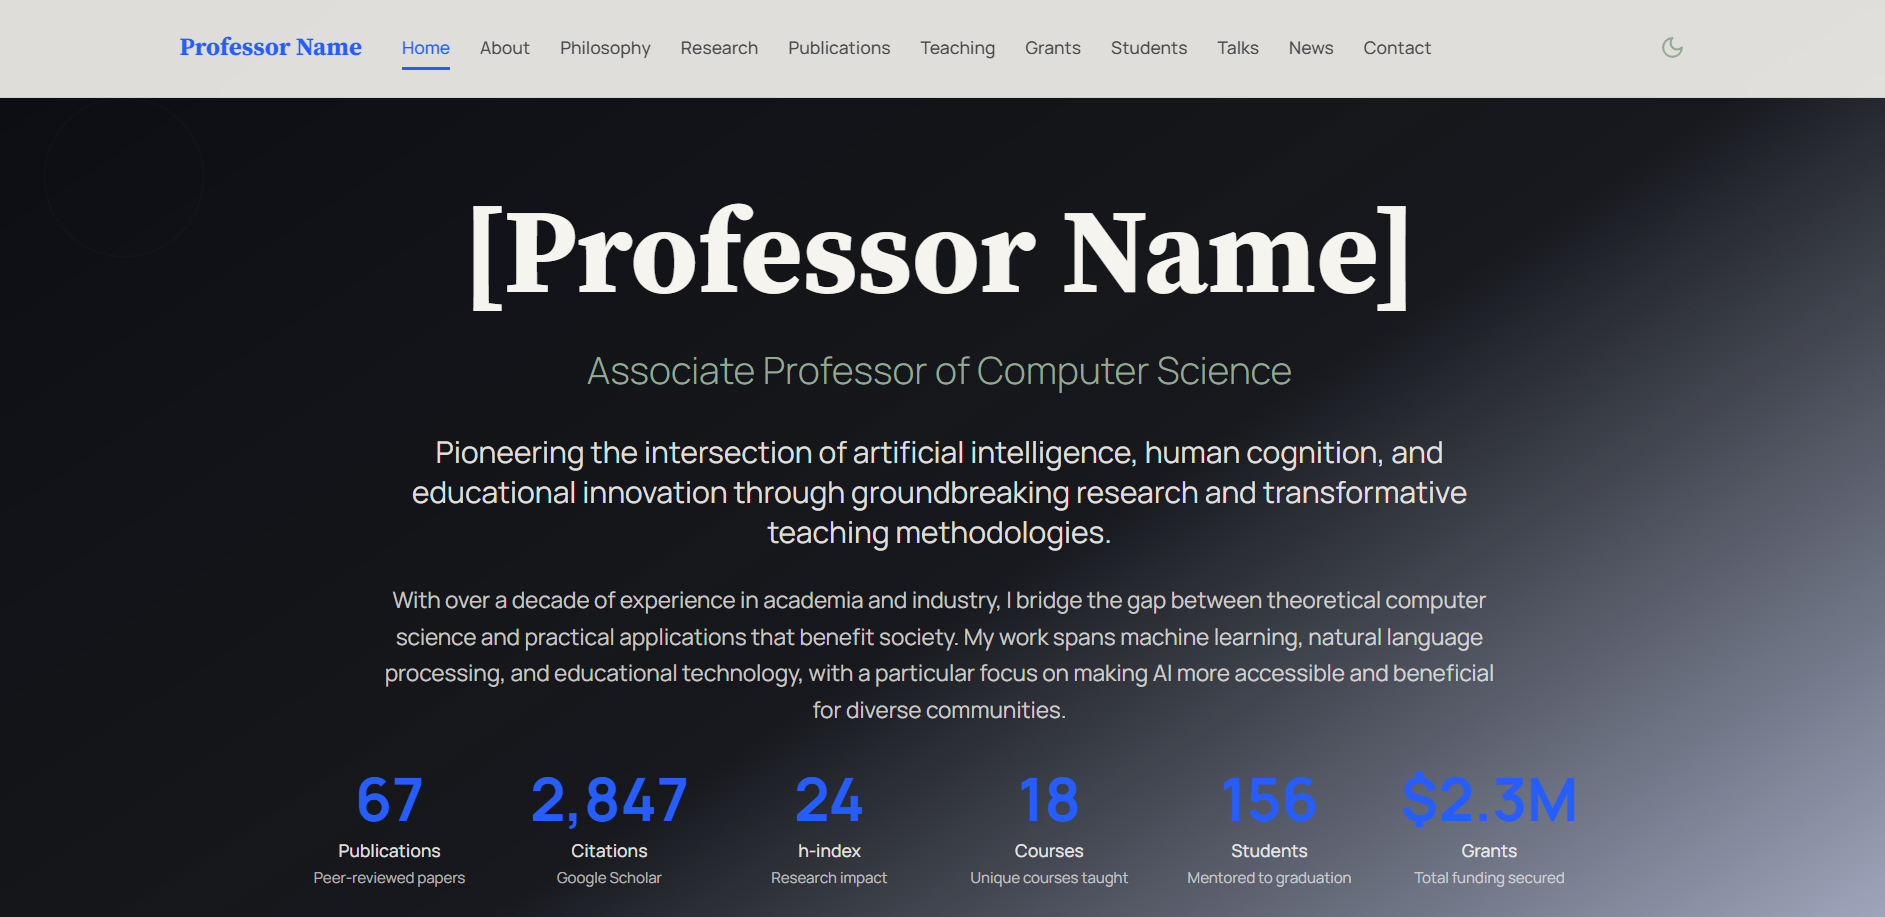 Professor Name Home About Philosophy Research Publications Teaching Grants Students Talks News Contact
[Professor Name]
Associate Professor of Computer Science
Pioneering the intersection of artificial intelligence, human cognition, and
educational innovation through groundbreaking research and transformative
teaching methodologies.
With over a decade of experience in academia and industry, I bridge the gap between theoretical computer
science and practical applications that benefit society. My work spans machine learning, natural language
processing, and educational technology, with a particular focus on making AI more accessible and beneficial
for diverse communities.
67 2,847 24 18 156 $2.3M
Publications Citations h-index Courses Students Grants
Peer-reviewed papers Google Scholar Research impact Unique courses taught Mentored to graduation Total funding secured